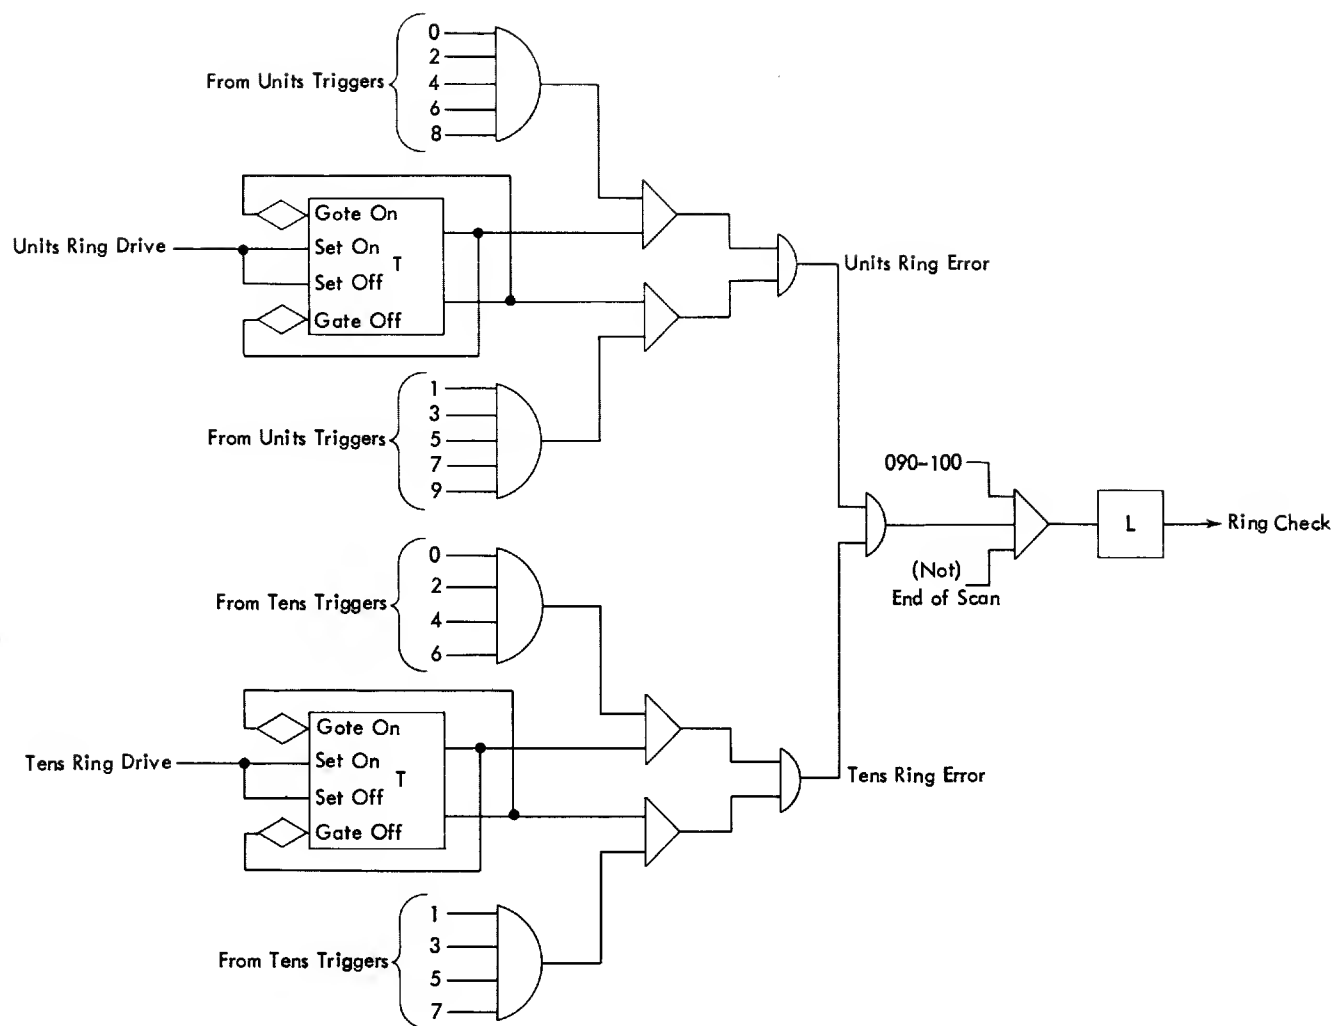 0
2
From Units Triggers
4
6
8
Gote On
Units Ring Drive
Set On
T
Set Off
Gate Off
Units Ring Error
1
3
From Units Triggers
5
7
9
090-100
L
Ring Check
(Not)
End of Scan
0
2
From Tens Triggers
4
6
Gote On
Tens Ring Drive
Set On
T
Set Off
Gate Off
Tens Ring Error
1
3
From Tens Triggers
5
7